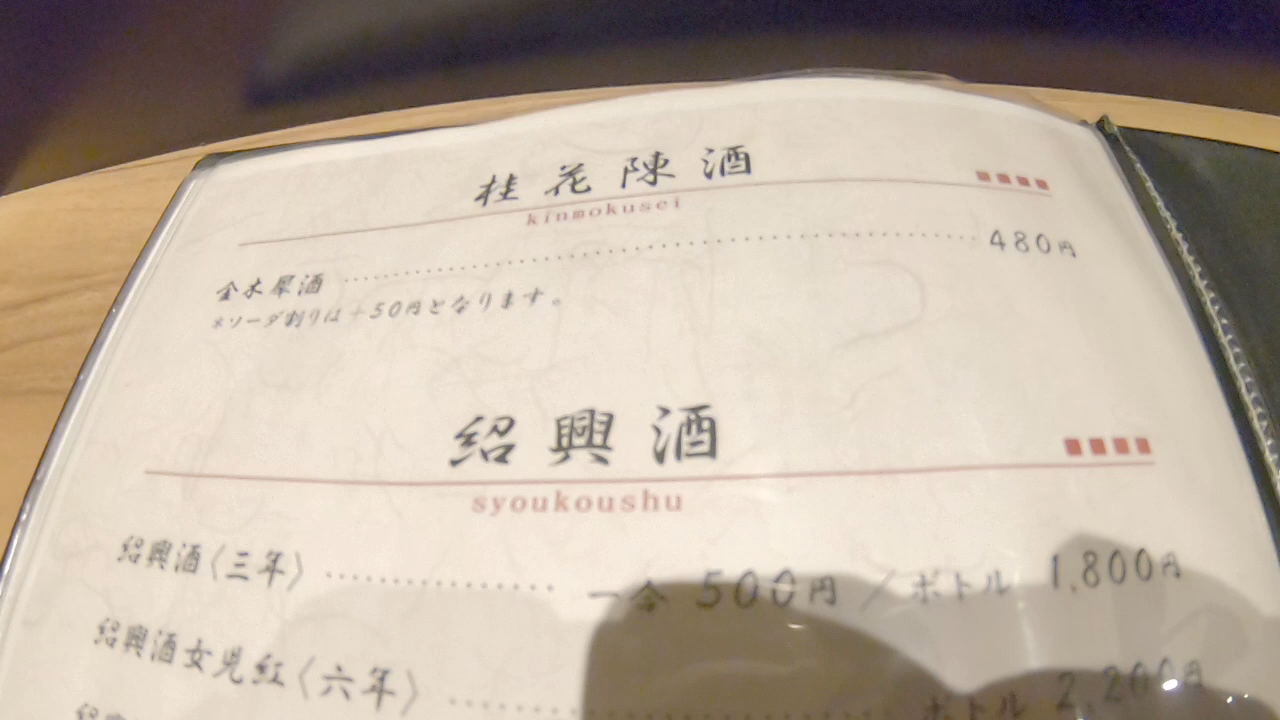 桂花陳酒
kinmokusei
金木犀酒 480円
*ソーダ割りは+50円となります。
紹興酒
syoukoushu
紹興酒〈三年〉 一合 500円 / ボトル 1,800円
紹興酒女児紅〈六年〉 ボトル 2,200円
紹興